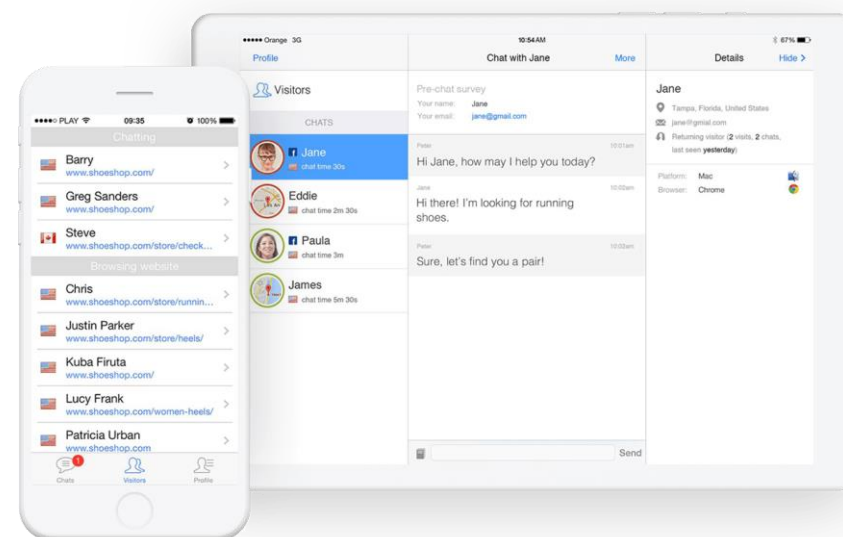 PLAY 09:35 100%
Chatting
Barry
www.shoeshop.com/
Greg Sanders
www.shoeshop.com/
Steve
www.shoeshop.com/store/check...
Browsing website
Chris
www.shoeshop.com/store/runnin...
Justin Parker
www.shoeshop.com/store/heels/
Kuba Firuta
www.shoeshop.com/
Lucy Frank
www.shoeshop.com/women-heels/
Patricia Urban
www.shoeshop.com
1
Chats Visitors Profile
Orange 3G 10:54 AM 67%
Profile
Visitors
CHATS
Jane
chat time 30s
Eddie
chat time 2m 30s
Paula
chat time 3m
James
chat time 5m 30s
Chat with Jane More
Pre-chat survey
Your name: Jane
Your email: jane@gmail.com
Peter 10:01am
Hi Jane, how may I help you today?
Jane 10:02am
Hi there! I'm looking for running
shoes.
Peter 10:02am
Sure, let's find you a pair!
Send
Details Hide >
Jane
Tampa, Florida, United States
jane@gmial.com
Returning visitor (2 visits, 2 chats,
last seen yesterday)
Platform: Mac
Browser: Chrome